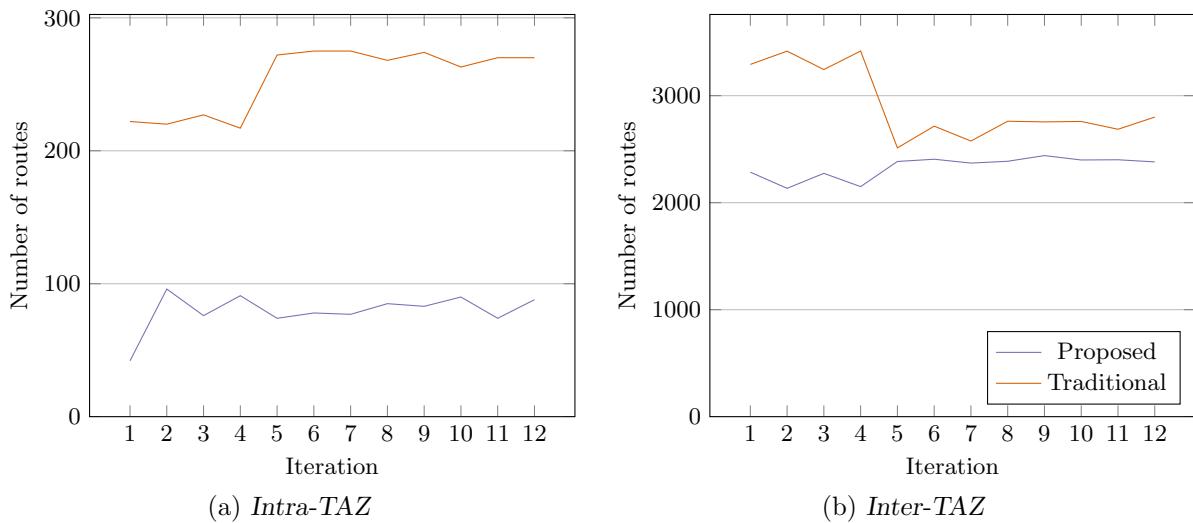 300
200
100
0
Number of routes
1 2 3 4 5 6 7 8 9 10 11 12
Iteration
(a) Intra-TAZ
3000
2000
1000
0
Number of routes
Proposed
Traditional
1 2 3 4 5 6 7 8 9 10 11 12
Iteration
(b) Inter-TAZ